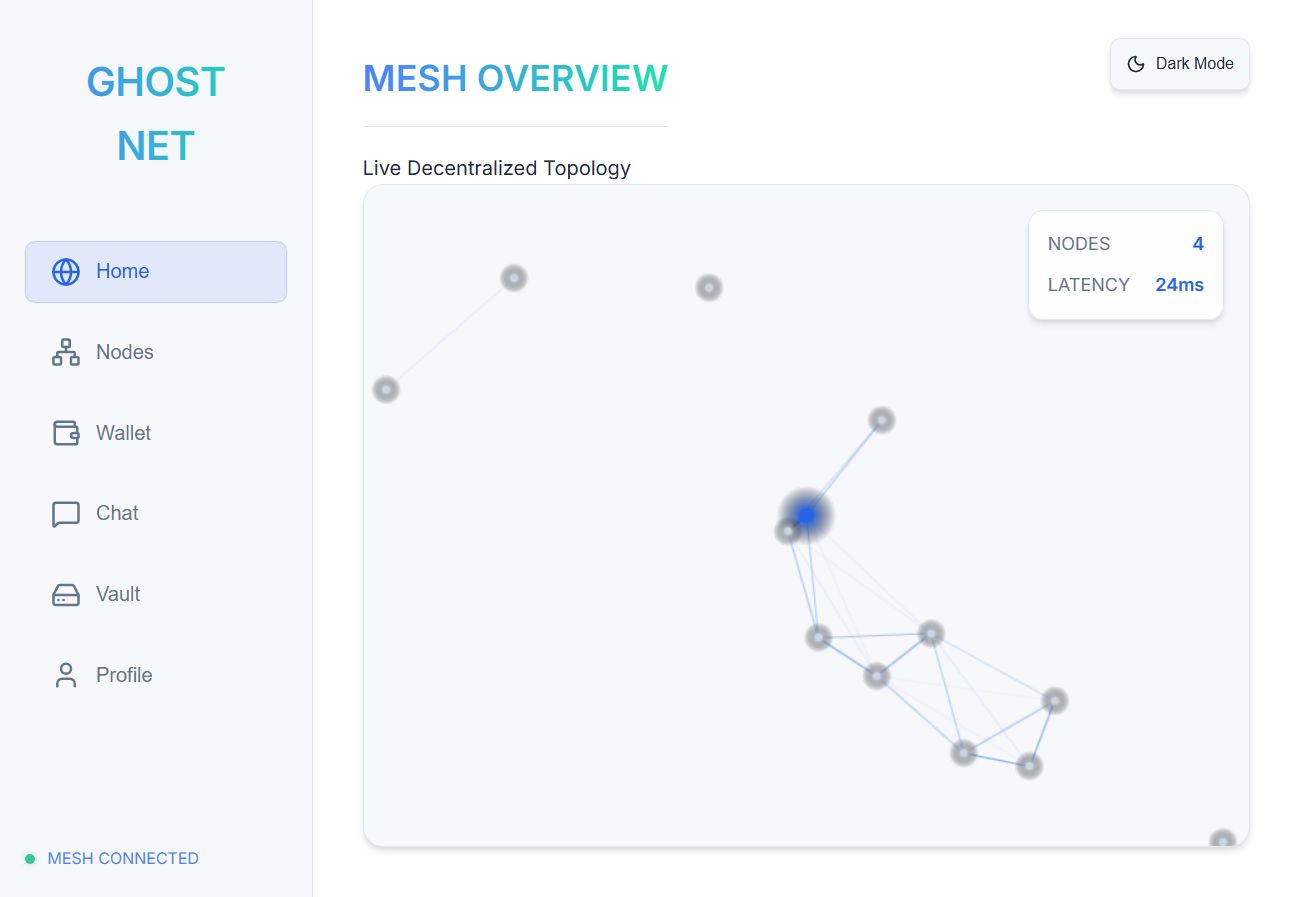 GHOST
NET
Home
Nodes
Wallet
Chat
Vault
Profile
MESH CONNECTED
MESH OVERVIEW
Dark Mode
Live Decentralized Topology
NODES 4
LATENCY 24ms